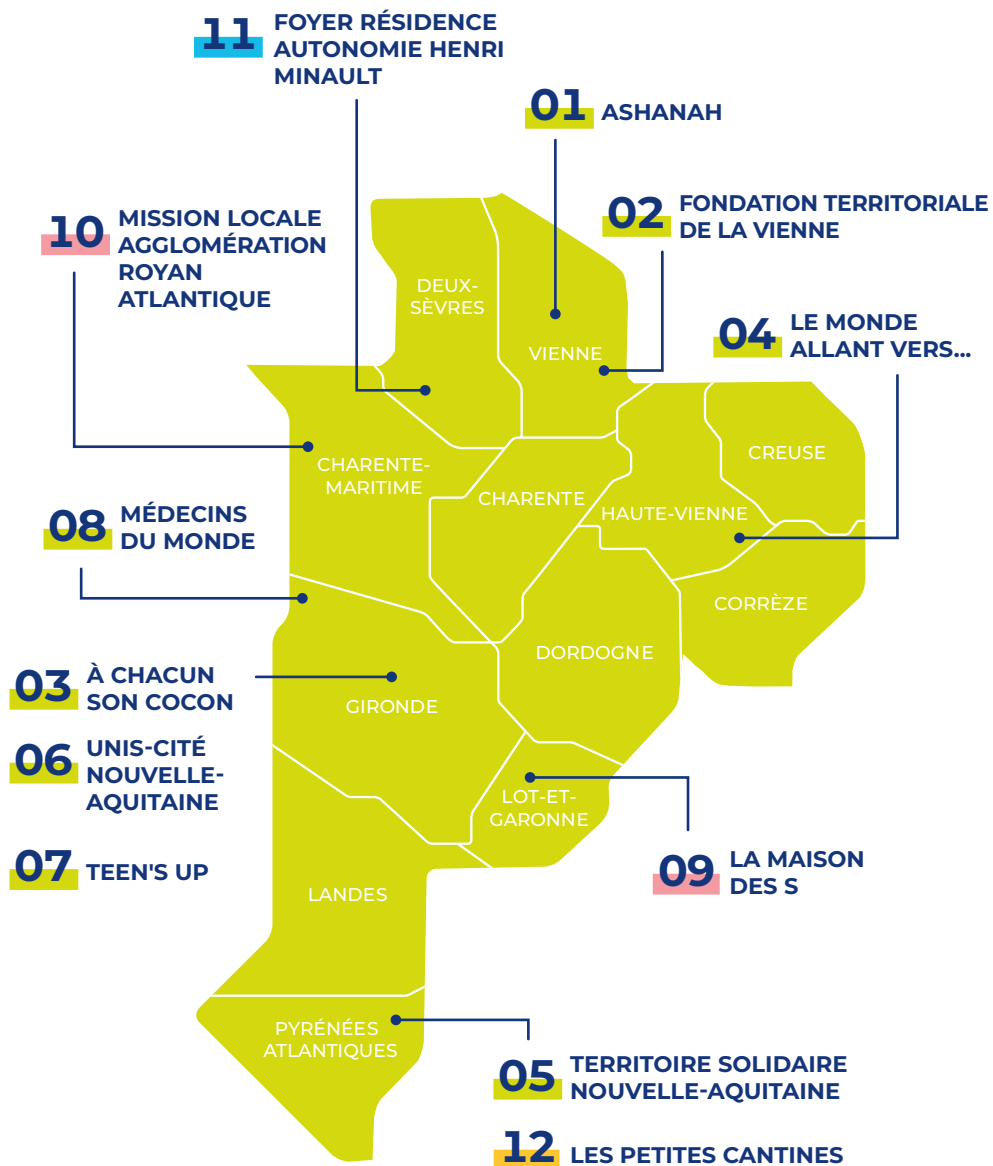 11 FOYER RÉSIDENCE
AUTONOMIE HENRI
MINAULT
01 ASHANAH
10 MISSION LOCALE
AGGLOMÉRATION
ROYAN
ATLANTIQUE
02 FONDATION TERRITORIALE
DE LA VIENNE
04 LE MONDE
ALLANT VERS...
DEUX-
SÈVRES
VIENNE
CREUSE
CHARENTE-
MARITIME
CHARENTE
HAUTE-VIENNE
08 MÉDECINS
DU MONDE
CORRÈZE
DORDOGNE
03 À CHACUN
SON COCON
GIRONDE
06 UNIS-CITÉ
NOUVELLE-
AQUITAINE
LOT-ET-
GARONNE
07 TEEN'S UP
09 LA MAISON
DES S
LANDES
PYRÉNÉES
ATLANTIQUES
05 TERRITOIRE SOLIDAIRE
NOUVELLE-AQUITAINE
12 LES PETITES CANTINES